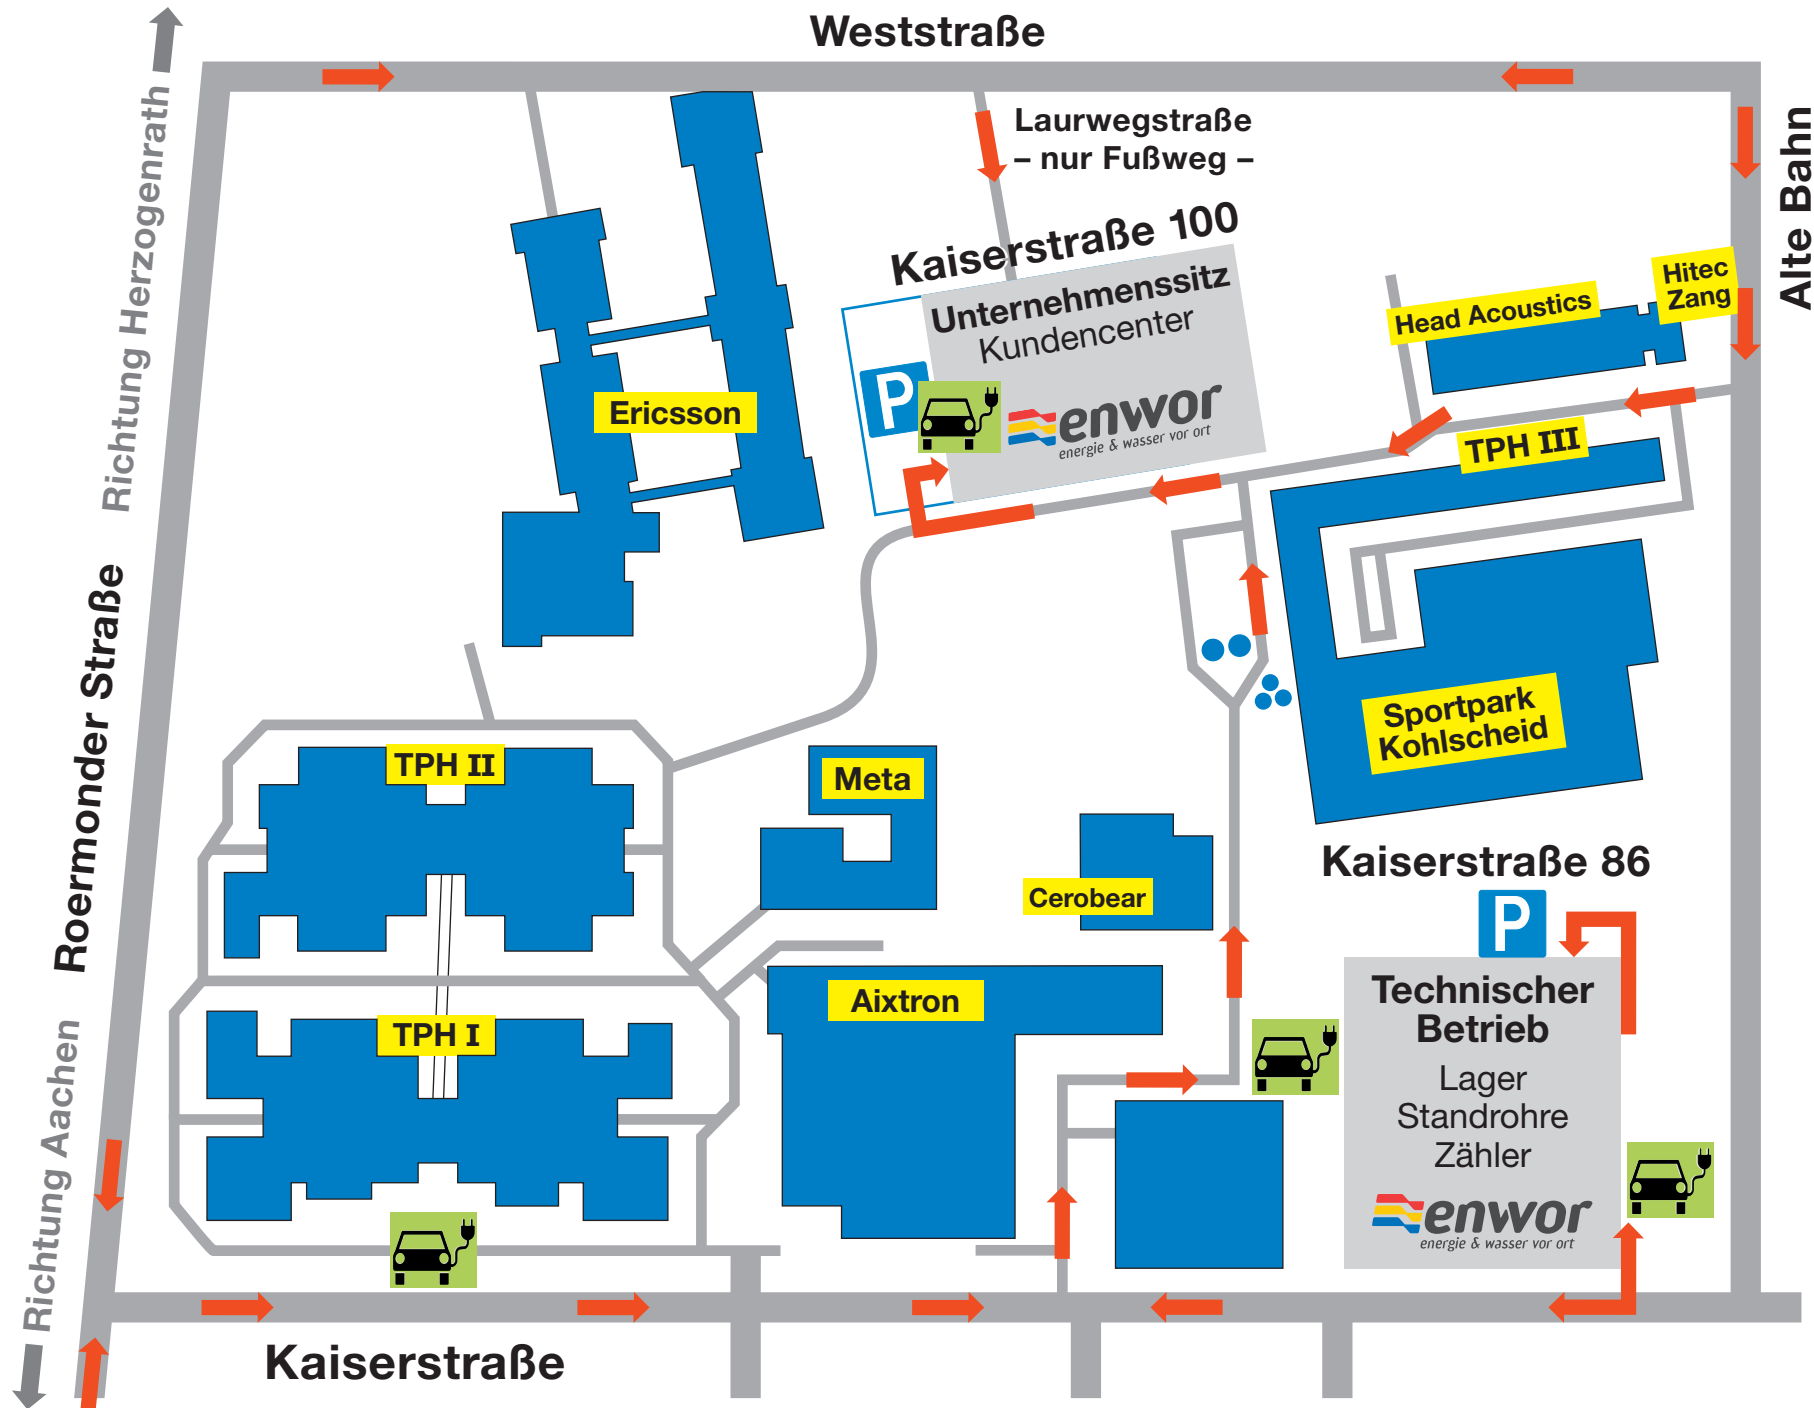 Weststraße
Richtung Herzogenrath
Laurwegstraße
– nur Fußweg –
Alte Bahn
Kaiserstraße 100
Unternehmenssitz
Kundencenter
P
enwor
energie & wasser vor ort
Hitec
Zang
Head Acoustics
Ericsson
TPH III
Roermonder Straße
Sportpark
Kohlscheid
TPH II
Meta
Cerobear
Kaiserstraße 86
P
Aixtron
TPH I
Technischer
Betrieb
Lager
Standrohre
Zähler
enwor
energie & wasser vor ort
Richtung Aachen
Kaiserstraße